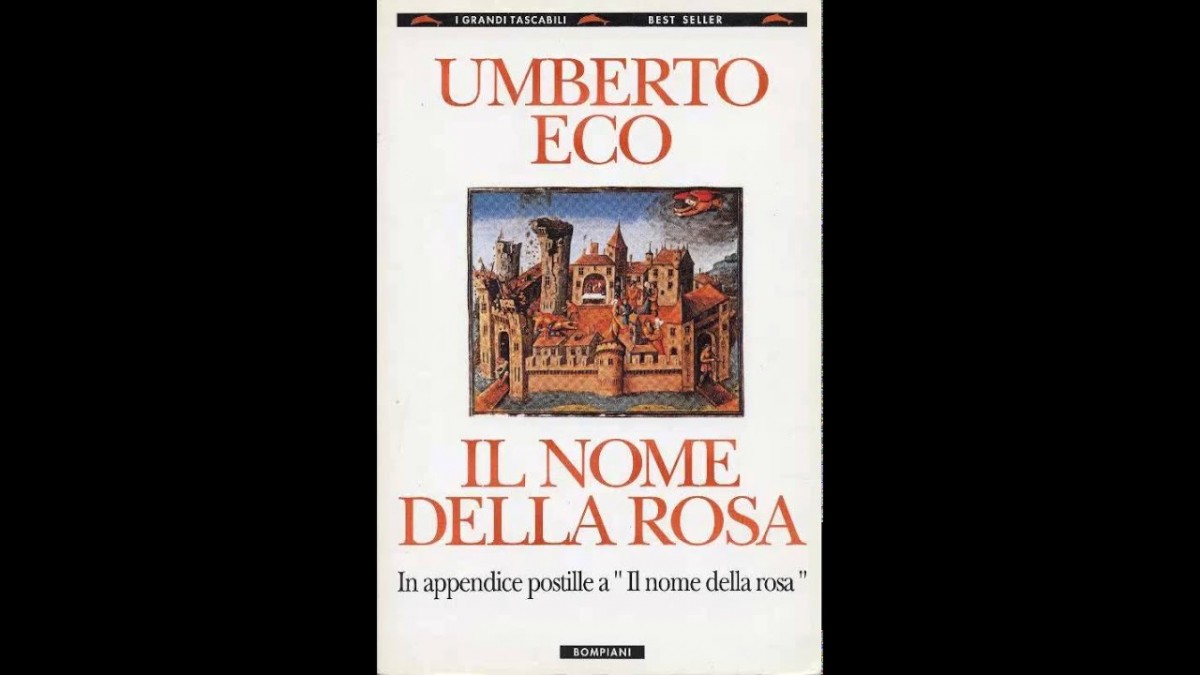 I GRANDI TASCABILI BEST SELLER
UMBERTO
ECO
IL NOME
DELLA ROSA
In appendice postille a " Il nome della rosa "
BOMPIANI